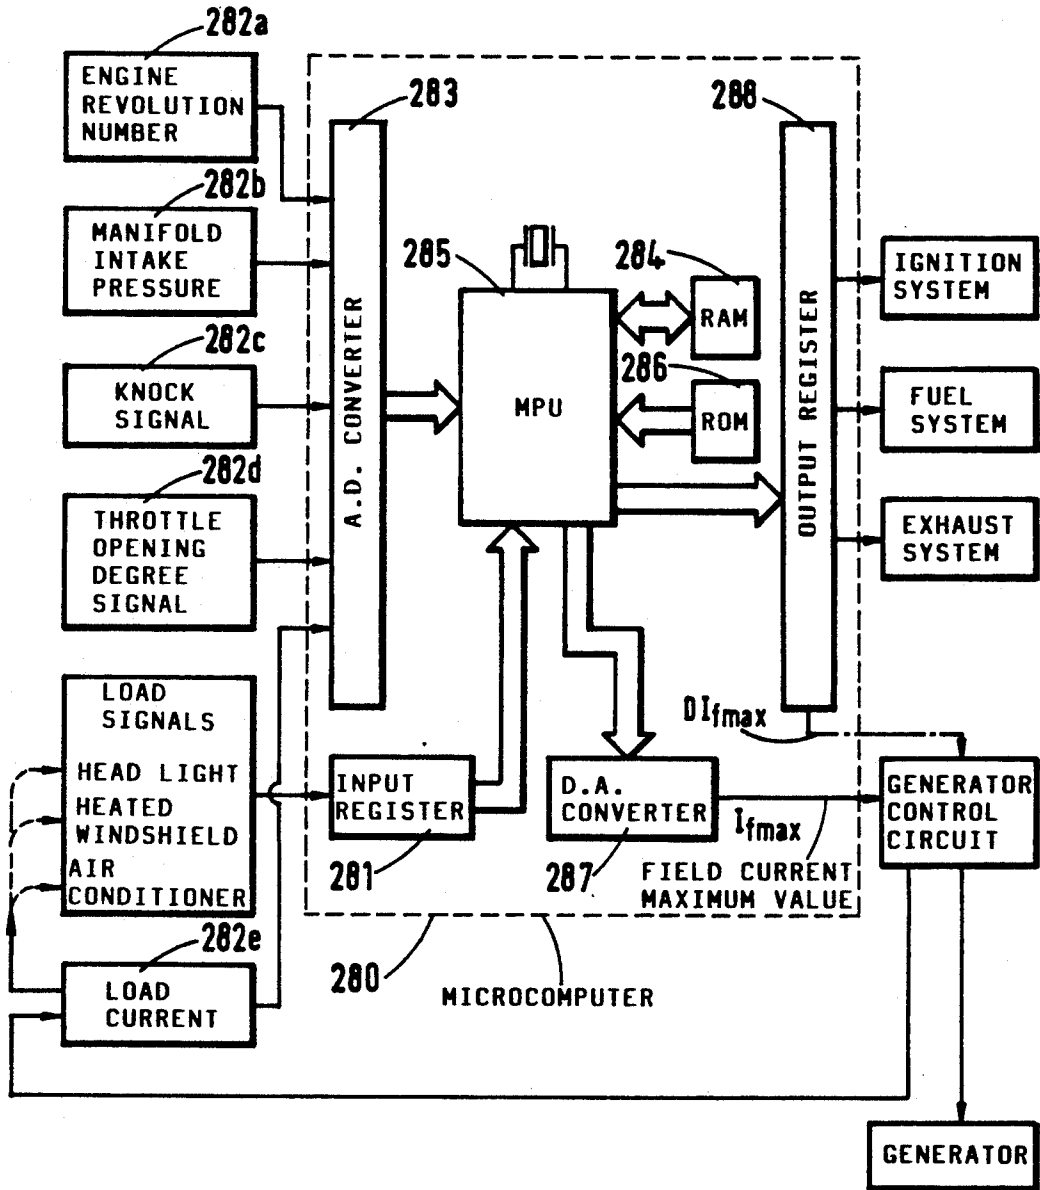 282a
ENGINE
REVOLUTION
NUMBER
282b
MANIFOLD
INTAKE
PRESSURE
282c
KNOCK
SIGNAL
282d
THROTTLE
OPENING
DEGREE
SIGNAL
LOAD
SIGNALS
HEAD LIGHT
HEATED
WINDSHIELD
AIR
CONDITIONER
282e
LOAD
CURRENT
283
A.D. CONVERTER
INPUT
REGISTER
281
285
MPU
284
RAM
286
ROM
D.A.
CONVERTER
287
288
OUTPUT REGISTER
IGNITION
SYSTEM
FUEL
SYSTEM
EXHAUST
SYSTEM
DIfmax
Ifmax
FIELD CURRENT
MAXIMUM VALUE
GENERATOR
CONTROL
CIRCUIT
280
MICROCOMPUTER
GENERATOR